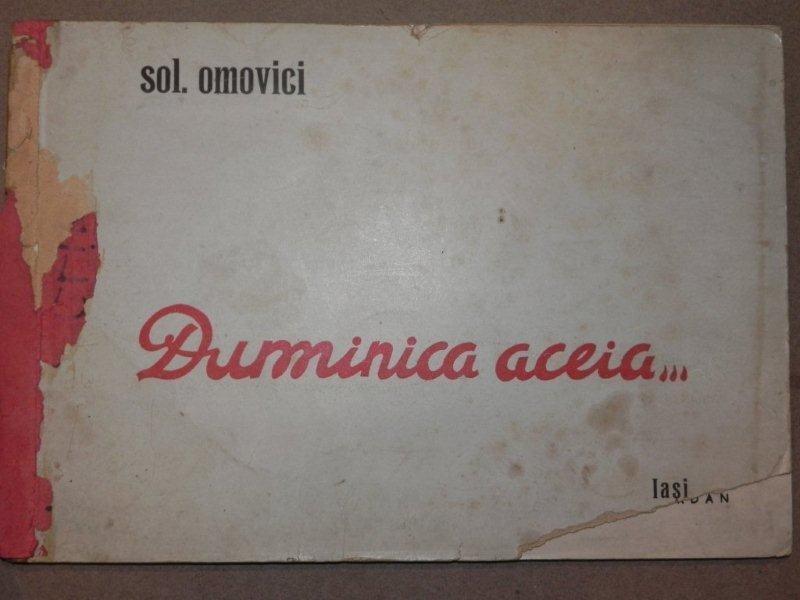 sol. omovici
Duminica aceia...
Iași